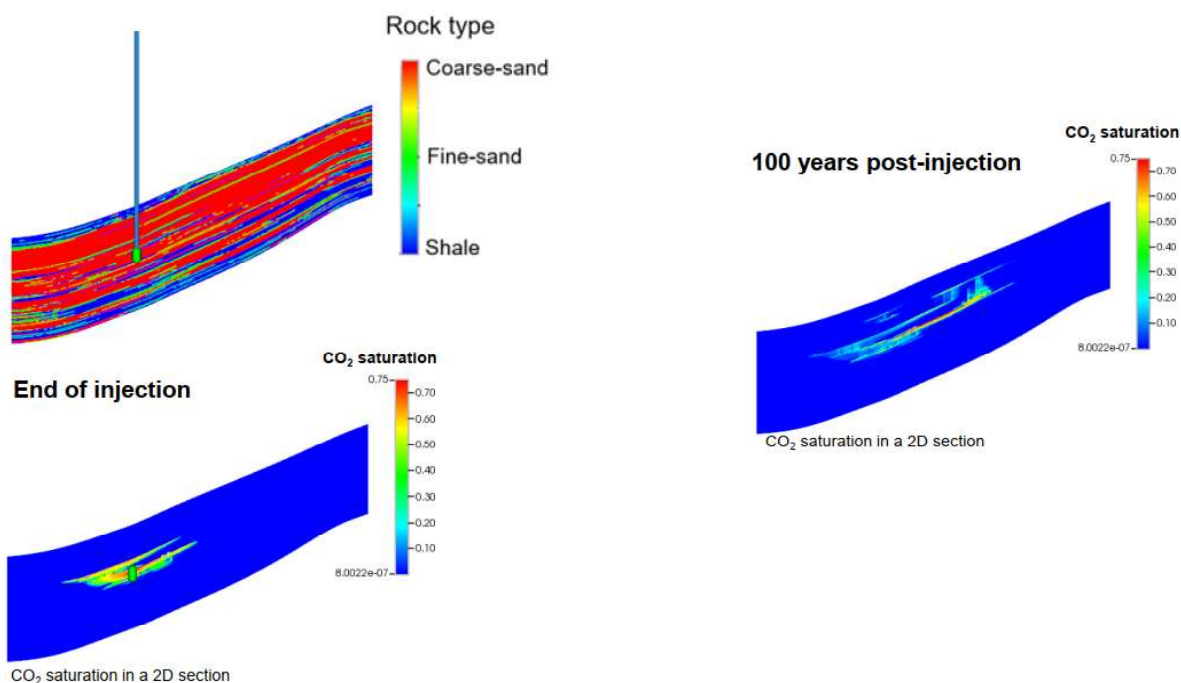 Rock type
Coarse-sand
Fine-sand
Shale
End of injection
CO₂ saturation
0.75
0.70
0.60
0.50
0.40
0.30
0.20
0.10
8.0022e-07
CO₂ saturation in a 2D section
100 years post-injection
CO₂ saturation
0.75
0.70
0.60
0.50
0.40
0.30
0.20
0.10
8.0022e-07
CO₂ saturation in a 2D section